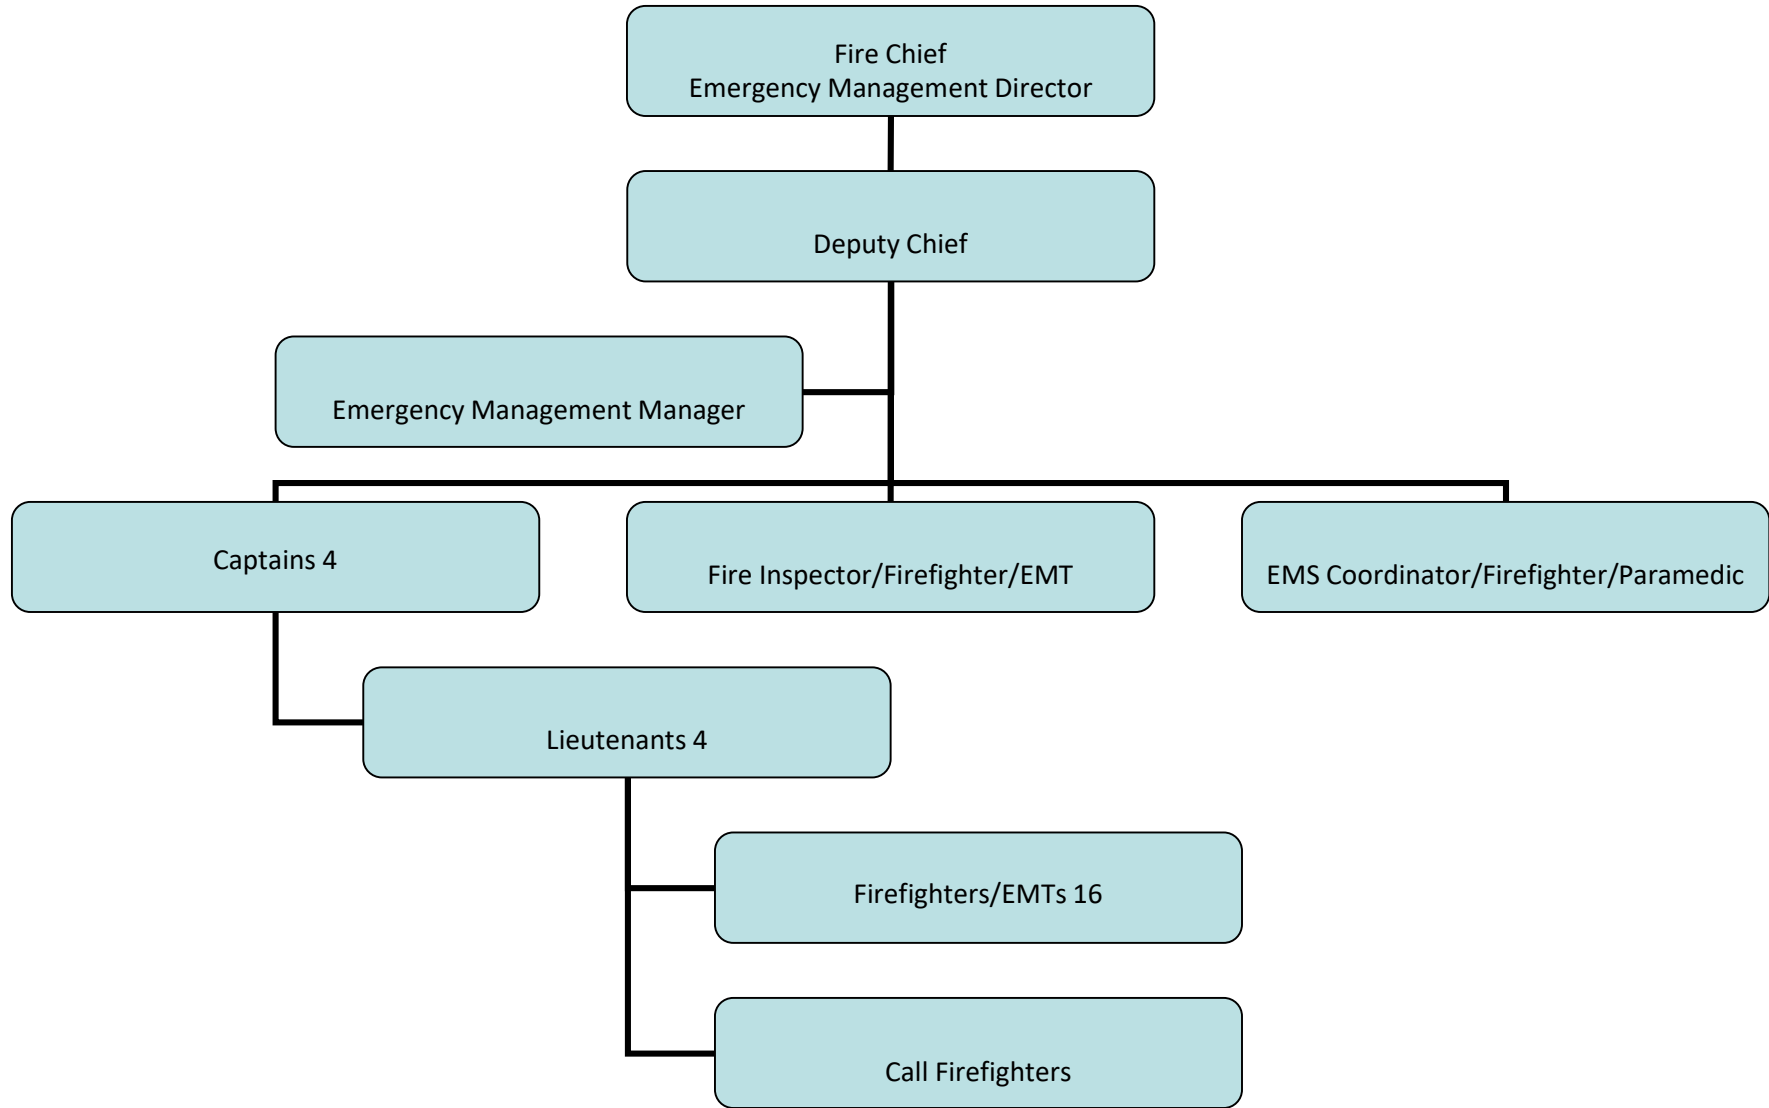 Fire Chief
Emergency Management Director
Deputy Chief
Emergency Management Manager
Captains 4
Fire Inspector/Firefighter/EMT
EMS Coordinator/Firefighter/Paramedic
Lieutenants 4
Firefighters/EMTs 16
Call Firefighters